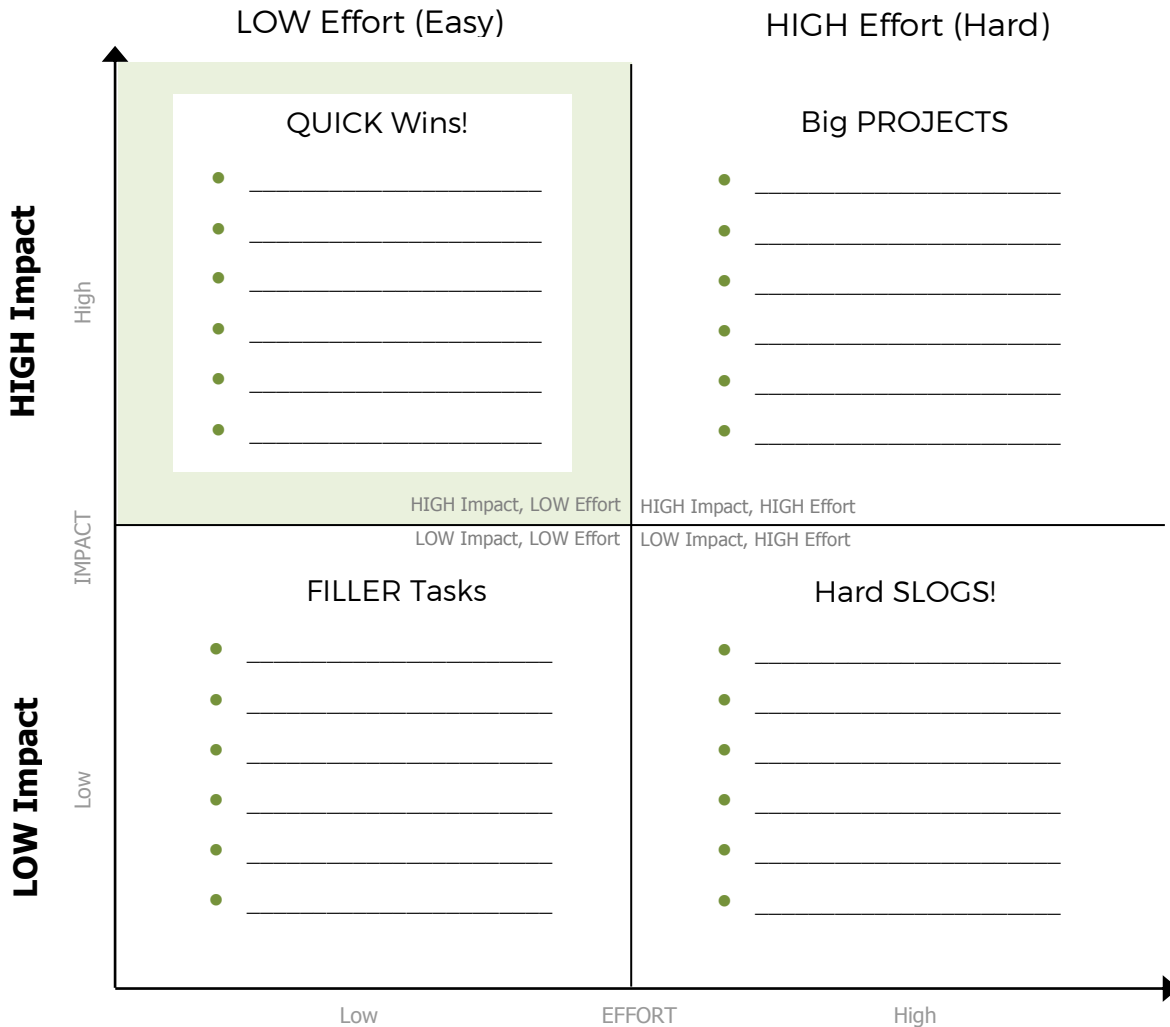 LOW Effort (Easy)
HIGH Effort (Hard)
QUICK Wins!
Big PROJECTS
HIGH Impact
High
HIGH Impact, LOW Effort
HIGH Impact, HIGH Effort
IMPACT
LOW Impact, LOW Effort
LOW Impact, HIGH Effort
FILLER Tasks
Hard SLOGS!
LOW Impact
Low
Low
EFFORT
High